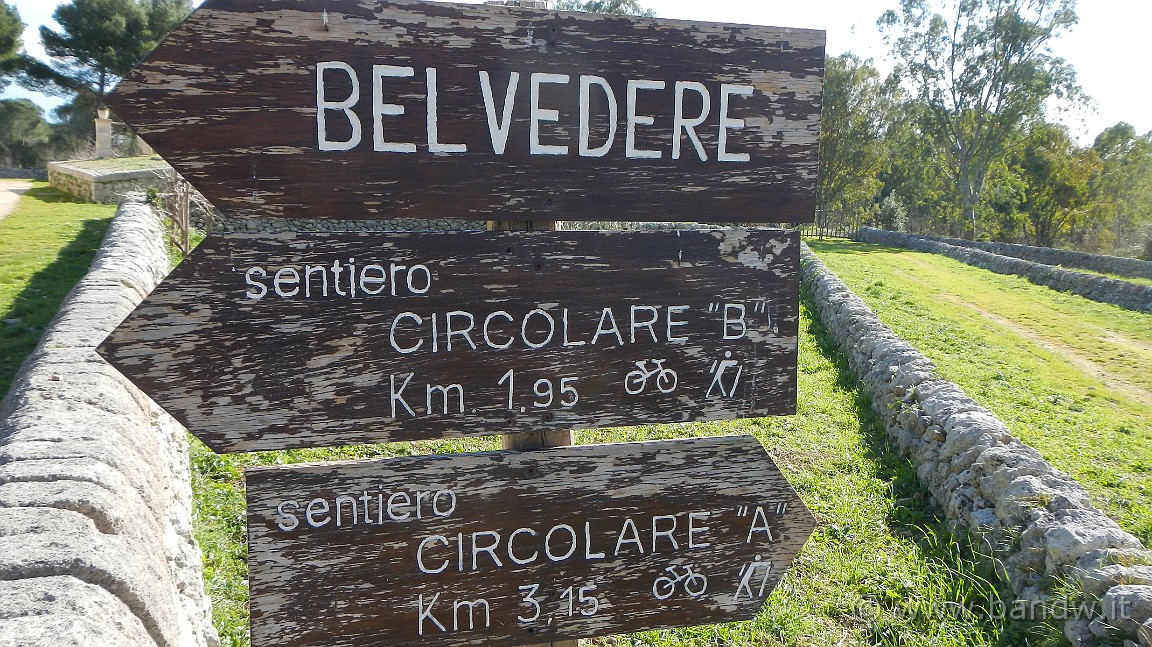 BELVEDERE
sentiero
CIRCOLARE "B"
Km. 1,95
sentiero
CIRCOLARE "A"
Km 3,15
© www.bandw.it